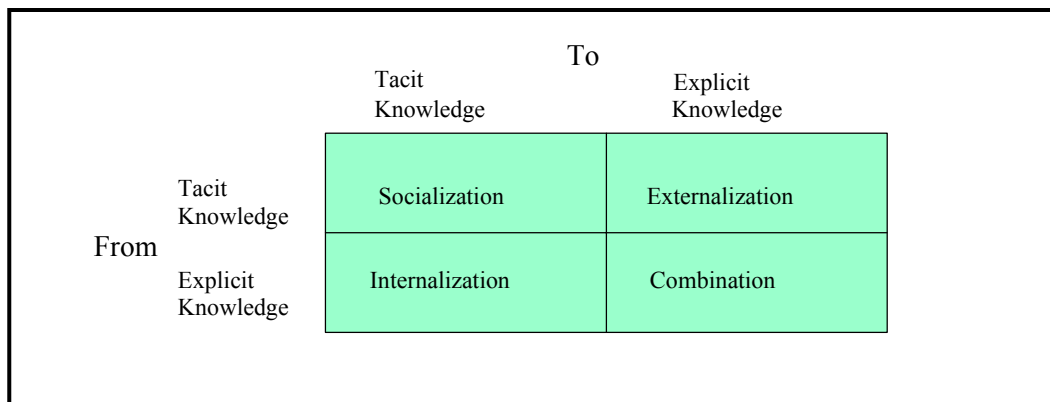 To
Tacit
Knowledge
Explicit
Knowledge
Tacit
Knowledge
Socialization
Externalization
From
Explicit
Knowledge
Internalization
Combination